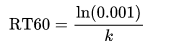 RT60 = ln(0.001) / k